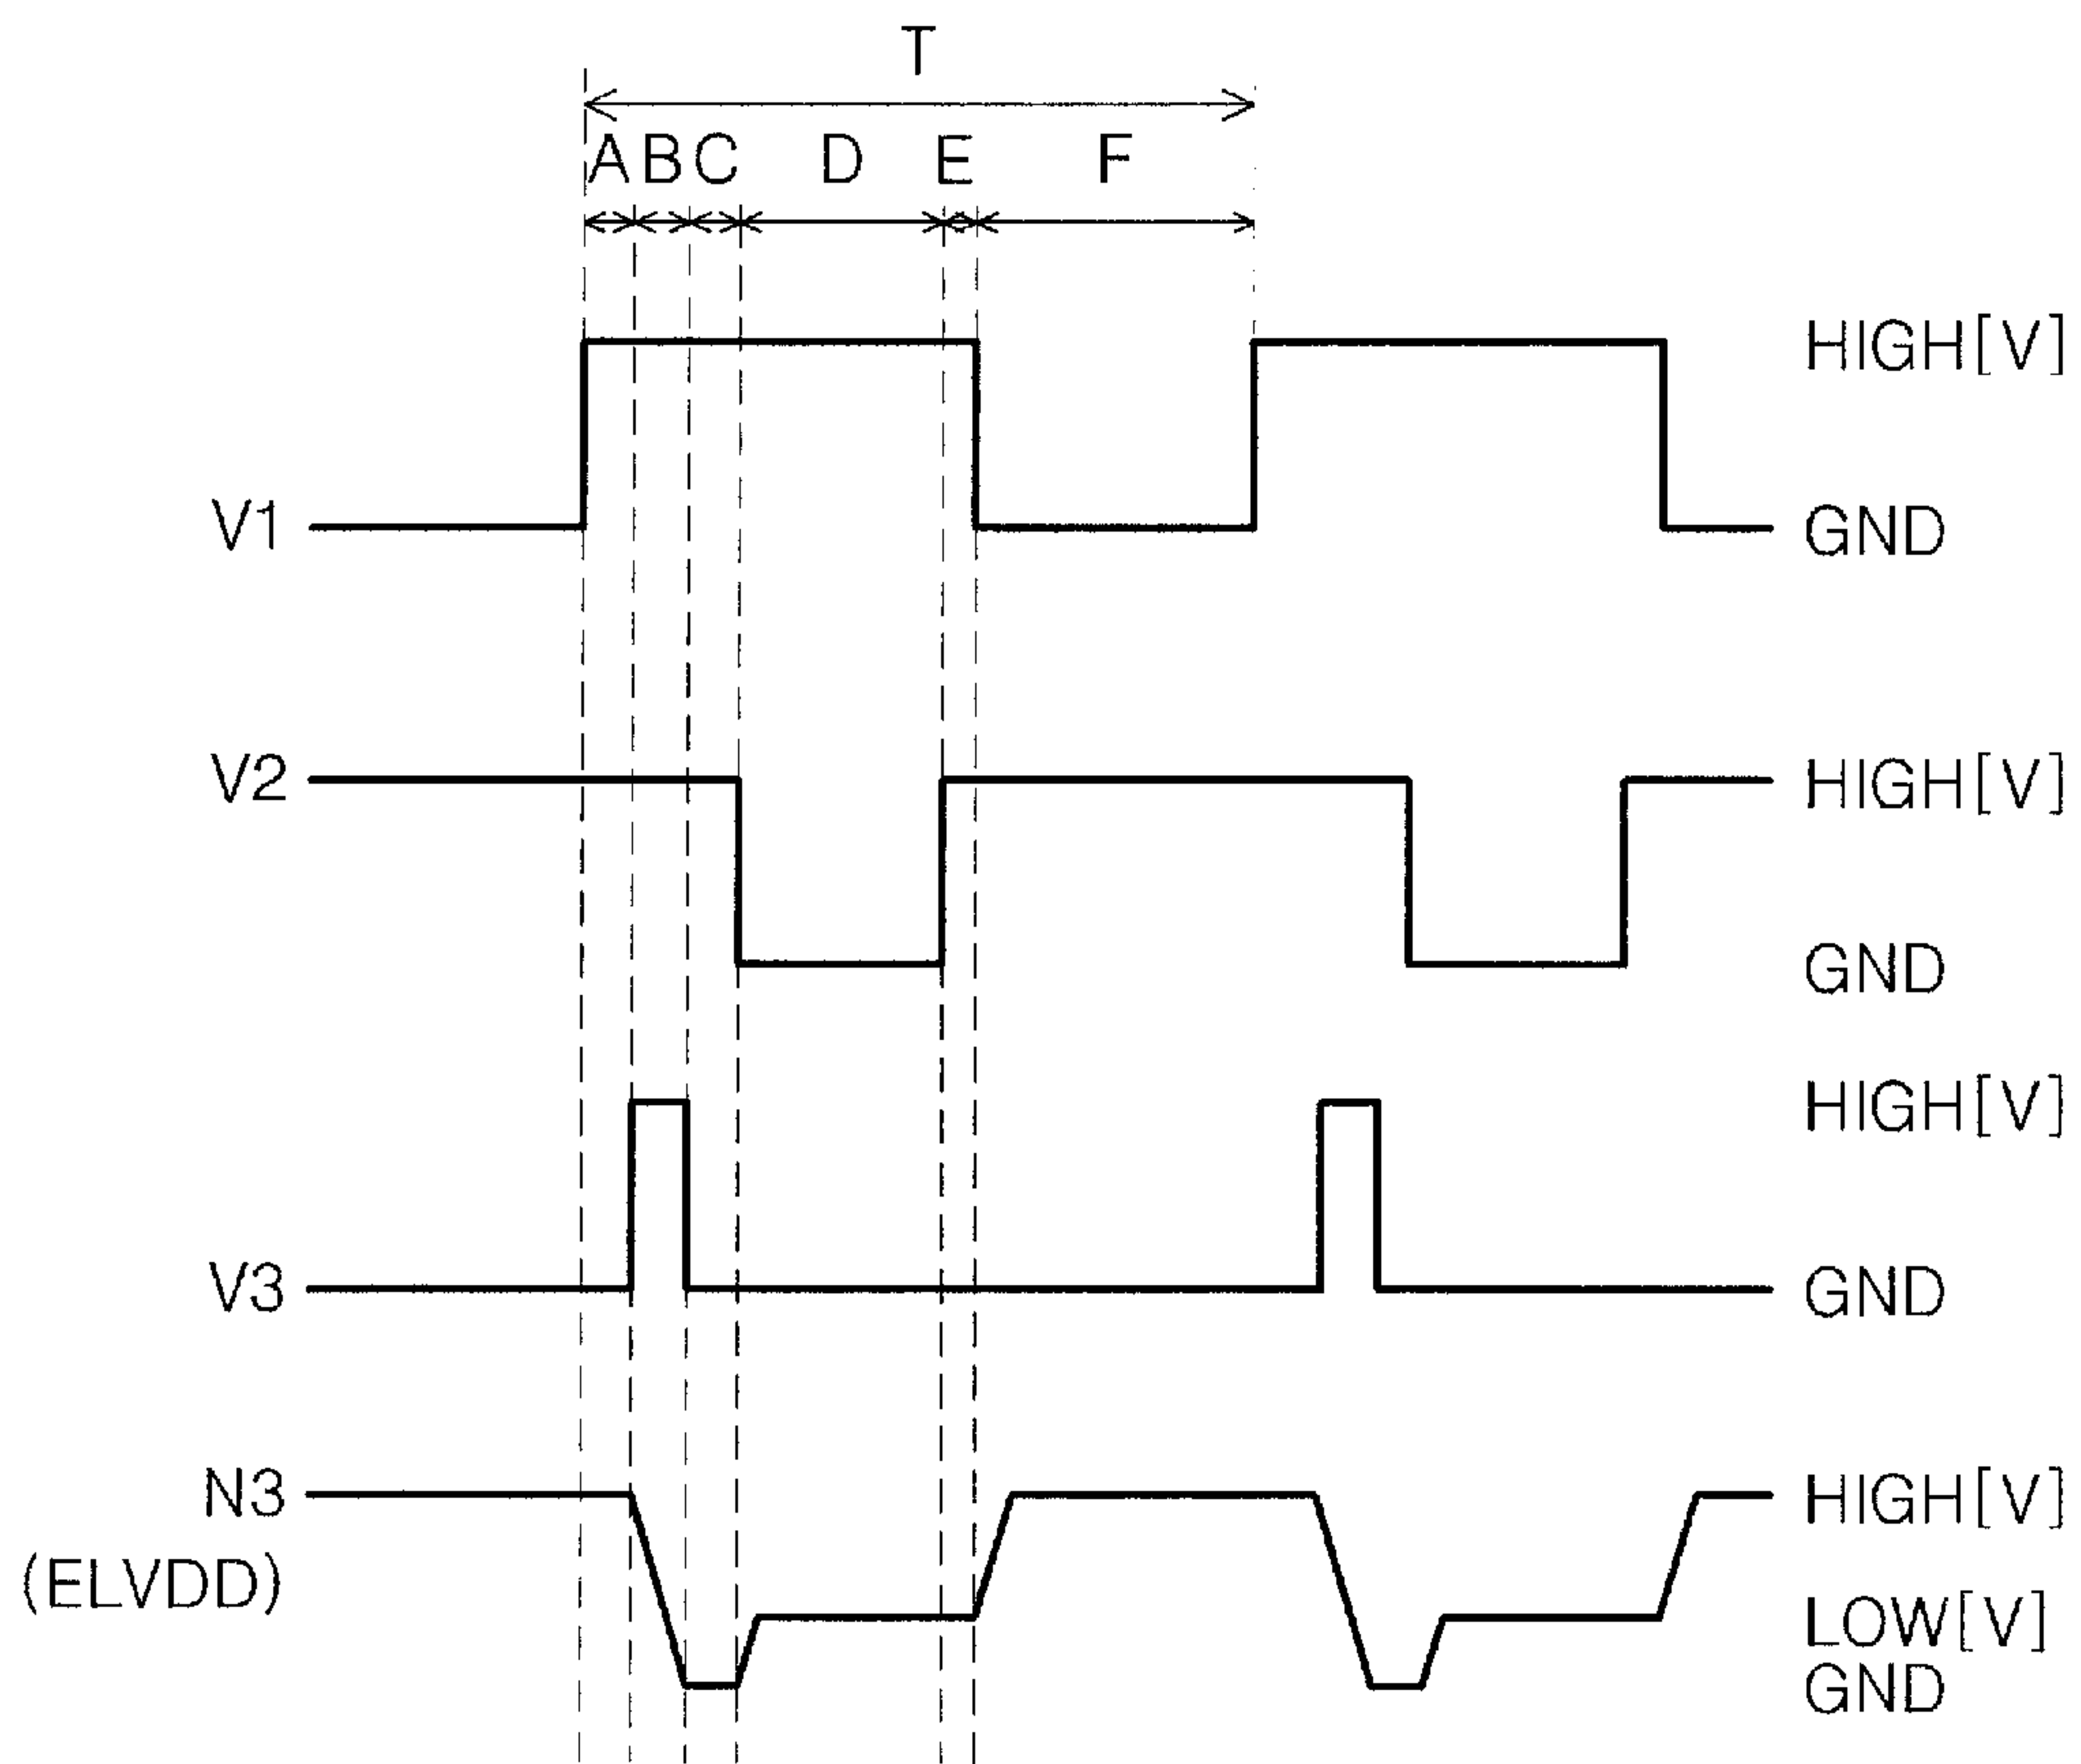 T
A B C D E F
HIGH[V]
V1 GND
V2 HIGH[V]
GND
HIGH[V]
V3 GND
N3 HIGH[V]
(ELVDD)
LOW[V]
GND